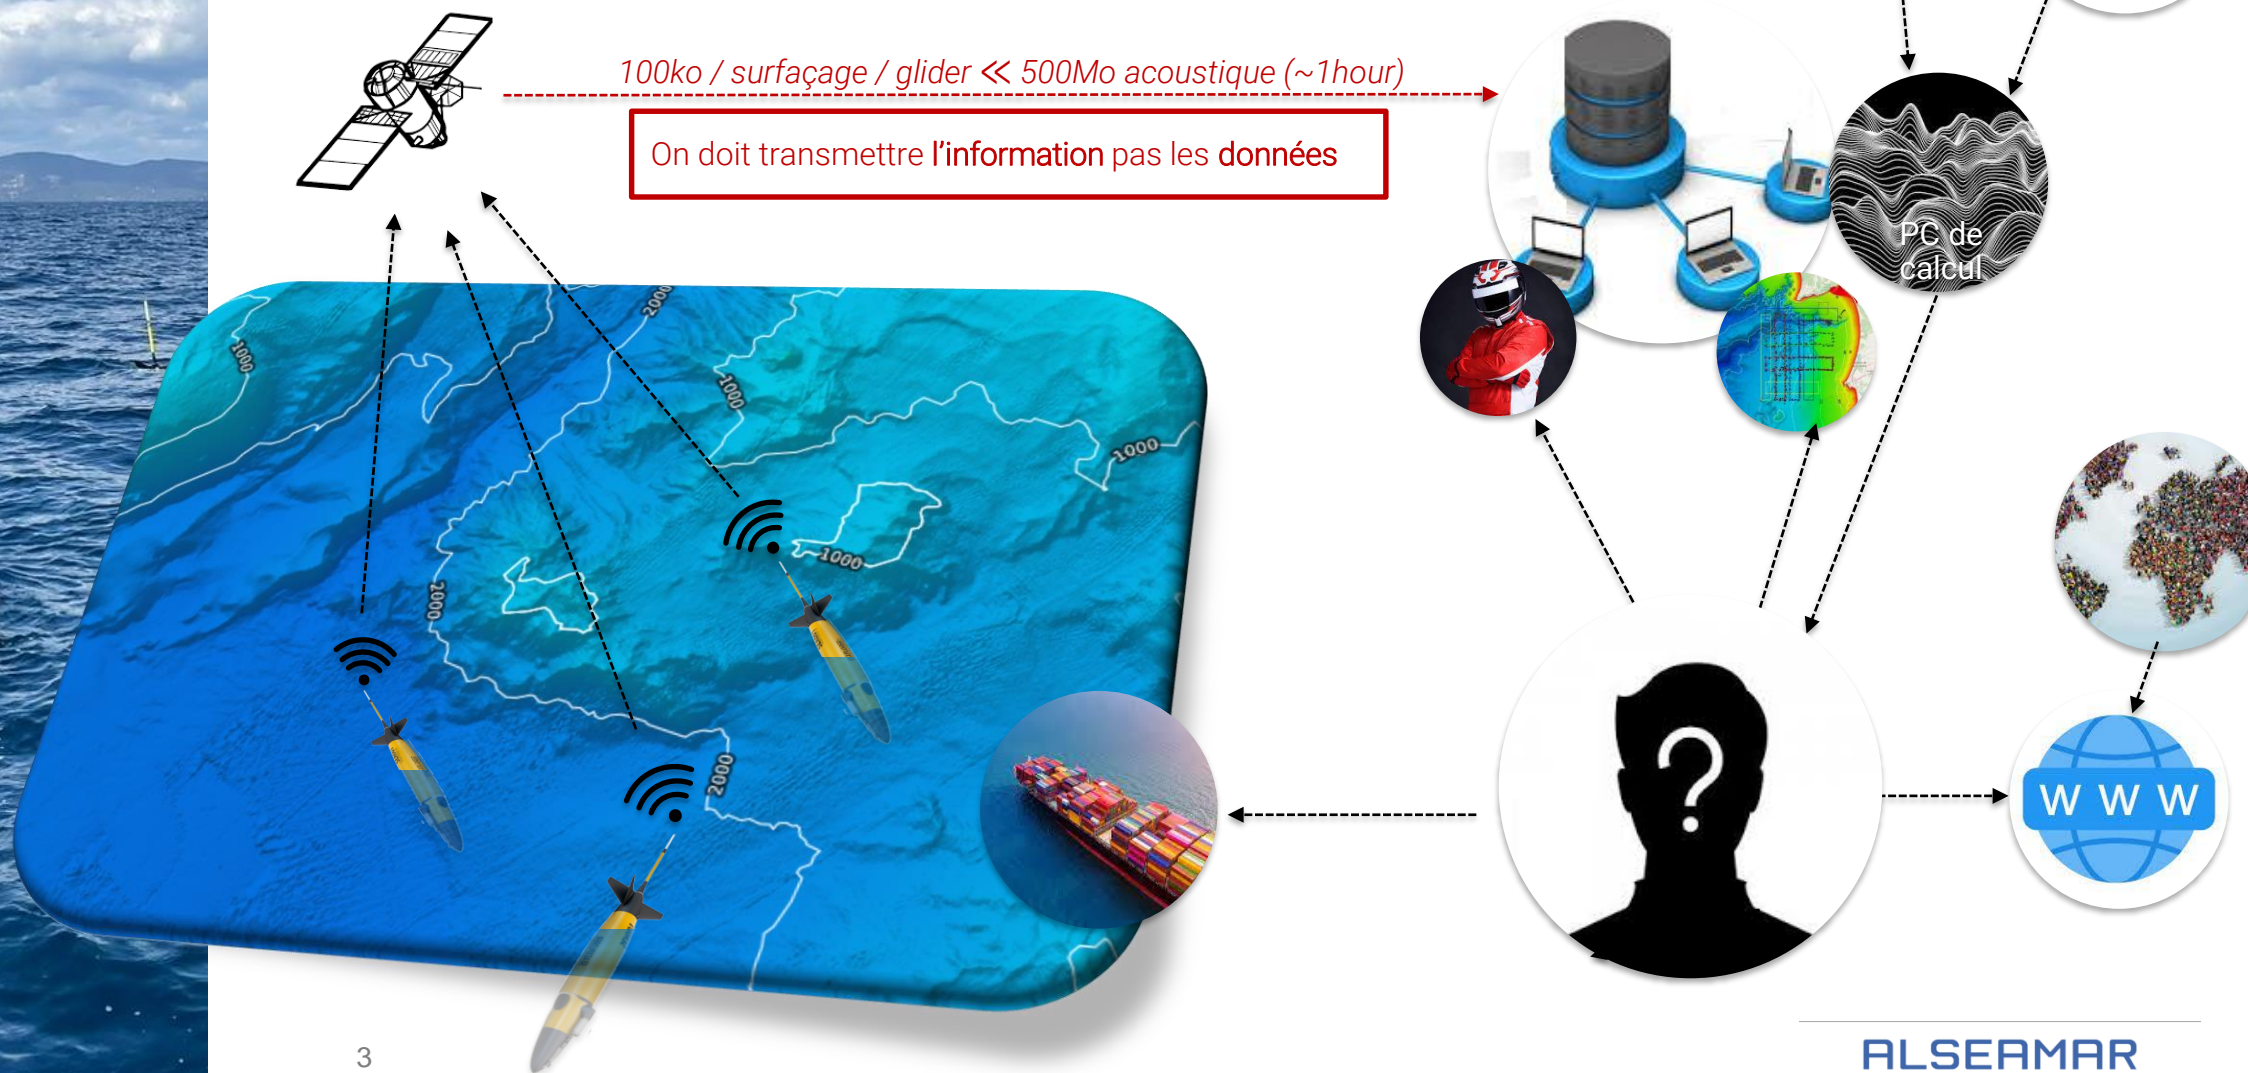 100ko / surfaçage / glider ≪ 500Mo acoustique (~1hour)
On doit transmettre l'information pas les données
PC de
calcul
2000
1000
1000
1000
1000
2000
2000
W W W
3
ALSEAMAR